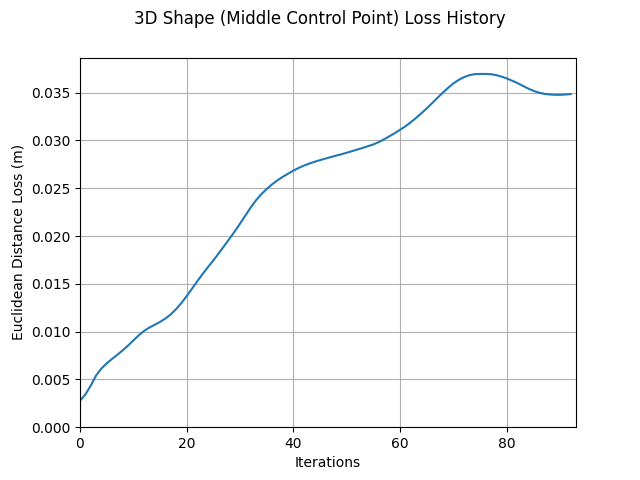 3D Shape (Middle Control Point) Loss History
Euclidean Distance Loss (m)
0.035
0.030
0.025
0.020
0.015
0.010
0.005
0.000
0 20 40 60 80
Iterations